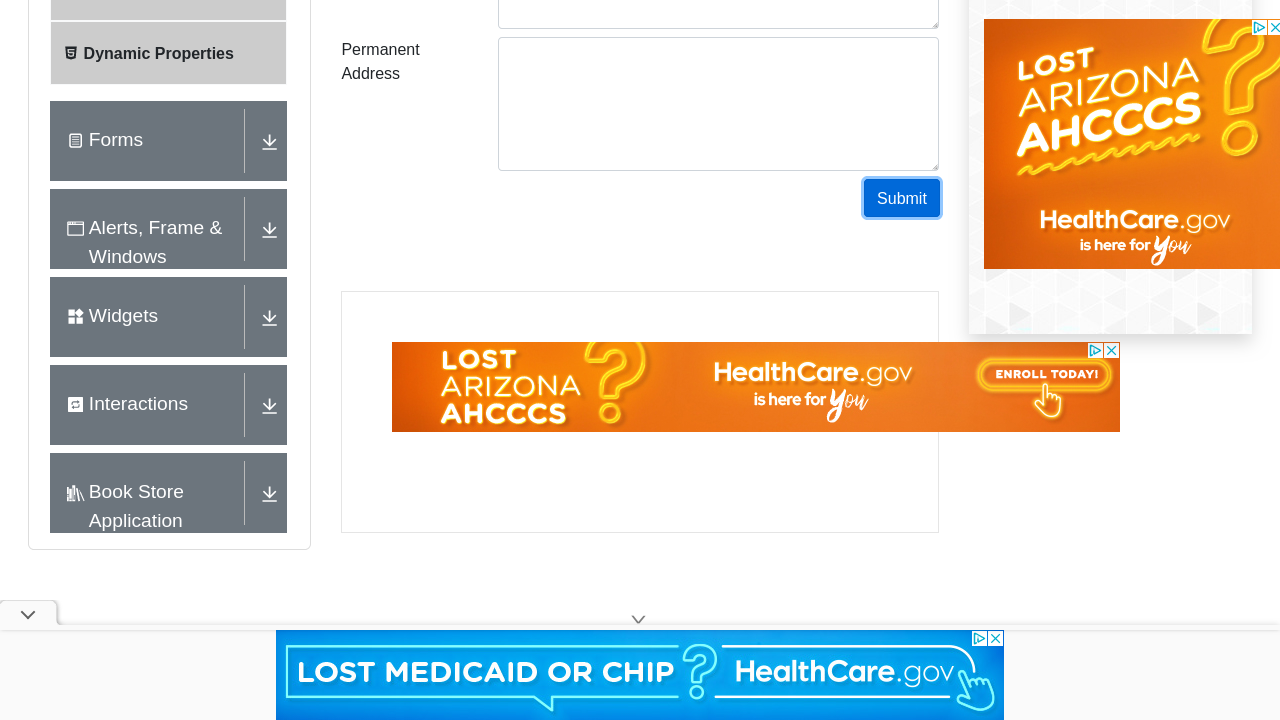 Dynamic Properties
Forms
Alerts, Frame &
Windows
Widgets
Interactions
Book Store
Application
Permanent
Address
Submit
LOST
ARIZONA
AHCCCS
?
HealthCare.gov
is here for You
LOST
ARIZONA
AHCCCS
?
HealthCare.gov
is here for You
ENROLL TODAY!
LOST MEDICAID OR CHIP ? HealthCare.gov